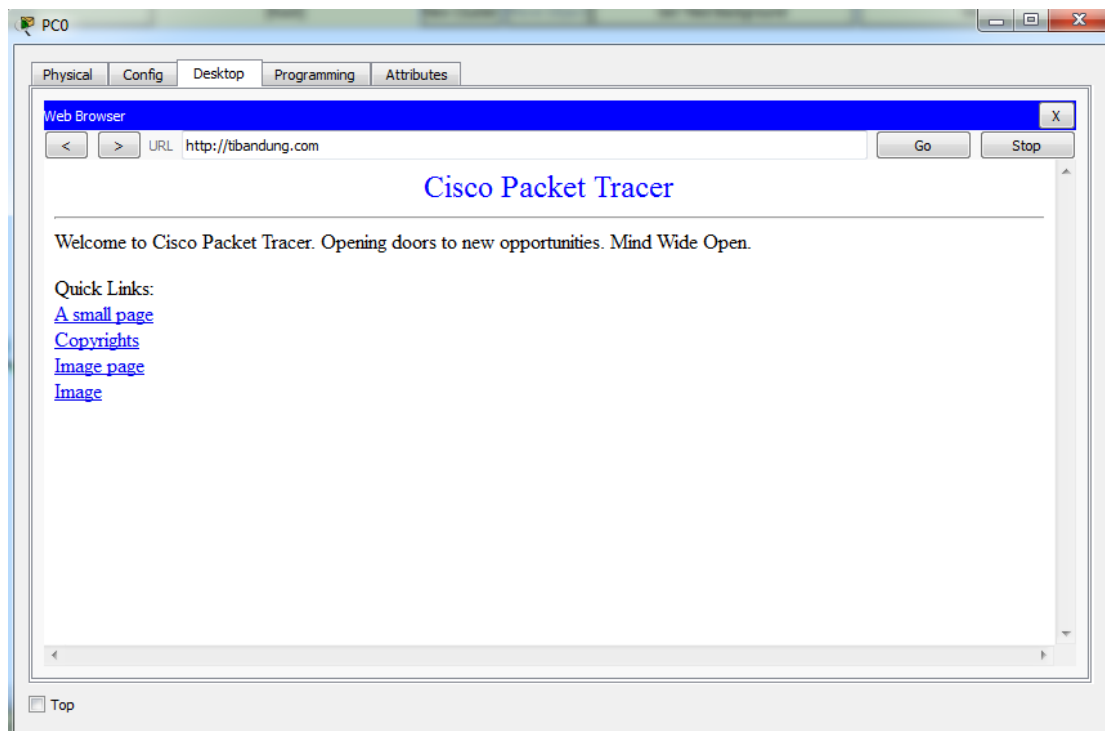 PC0
Physical Config Desktop Programming Attributes
Web Browser X
< > URL http://tibandung.com Go Stop
Cisco Packet Tracer
Welcome to Cisco Packet Tracer. Opening doors to new opportunities. Mind Wide Open.
Quick Links:
A small page
Copyrights
Image page
Image
Top